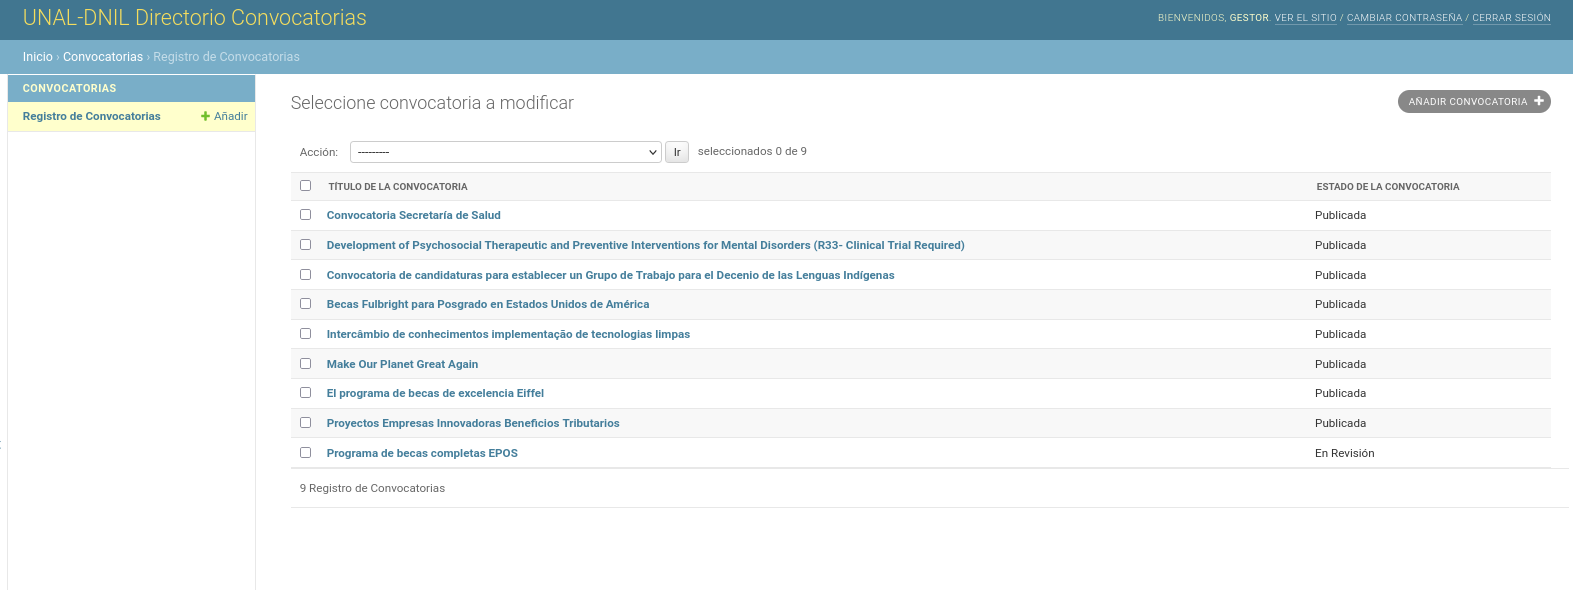 UNAL-DNIL Directorio Convocatorias
BIENVENIDOS, GESTOR. VER EL SITIO / CAMBIAR CONTRASEÑA / CERRAR SESIÓN
Inicio › Convocatorias › Registro de Convocatorias
CONVOCATORIAS
Registro de Convocatorias Añadir
Seleccione convocatoria a modificar
AÑADIR CONVOCATORIA
Acción: --------- Ir seleccionados 0 de 9
TÍTULO DE LA CONVOCATORIA ESTADO DE LA CONVOCATORIA
Convocatoria Secretaría de Salud Publicada
Development of Psychosocial Therapeutic and Preventive Interventions for Mental Disorders (R33- Clinical Trial Required) Publicada
Convocatoria de candidaturas para establecer un Grupo de Trabajo para el Decenio de las Lenguas Indígenas Publicada
Becas Fulbright para Posgrado en Estados Unidos de América Publicada
Intercâmbio de conhecimentos implementação de tecnologias limpas Publicada
Make Our Planet Great Again Publicada
El programa de becas de excelencia Eiffel Publicada
Proyectos Empresas Innovadoras Beneficios Tributarios Publicada
Programa de becas completas EPOS En Revisión
9 Registro de Convocatorias